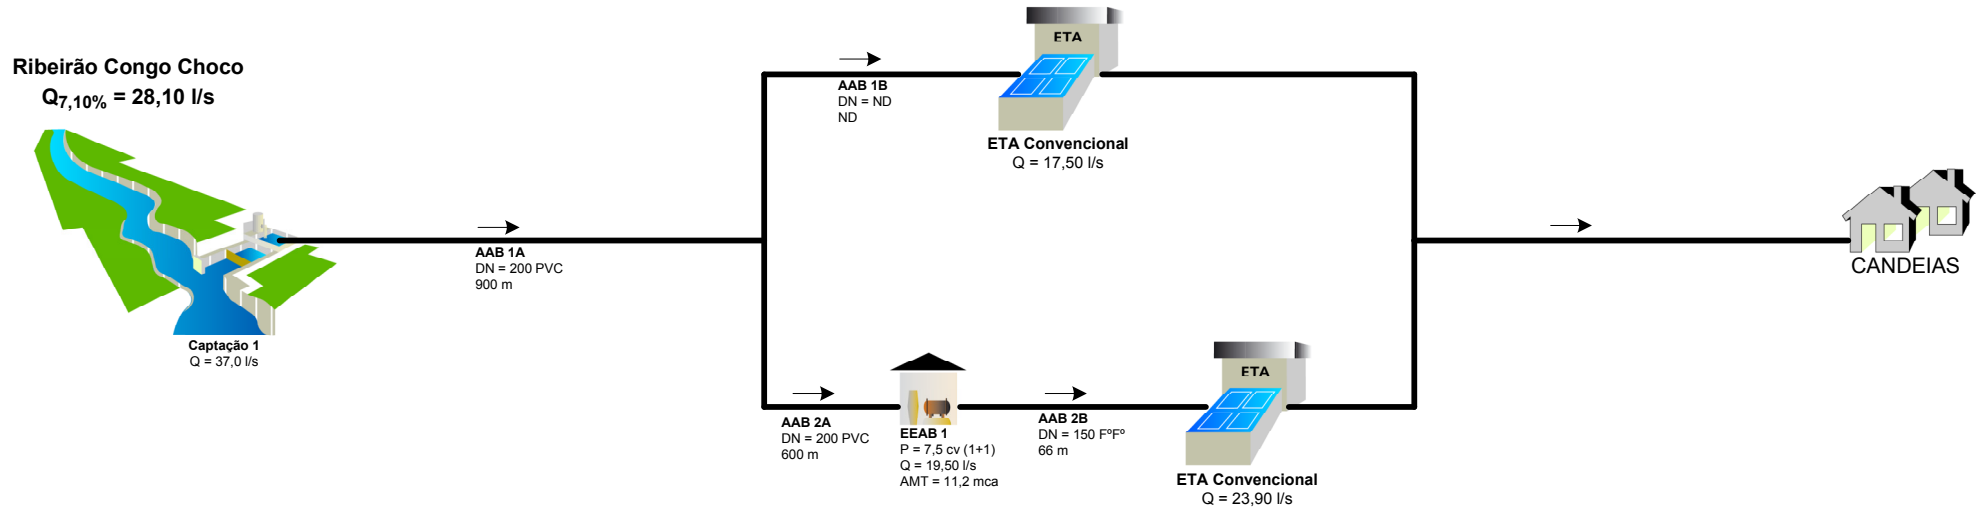 Ribeirão Congo Choco
Q7,10% = 28,10 l/s
Captação 1
Q = 37,0 l/s
AAB 1A
DN = 200 PVC
900 m
AAB 1B
DN = ND
ND
ETA
ETA Convencional
Q = 17,50 l/s
AAB 2A
DN = 200 PVC
600 m
EEAB 1
P = 7,5 cv (1+1)
Q = 19,50 l/s
AMT = 11,2 mca
AAB 2B
DN = 150 FºFº
66 m
ETA
ETA Convencional
Q = 23,90 l/s
CANDEIAS